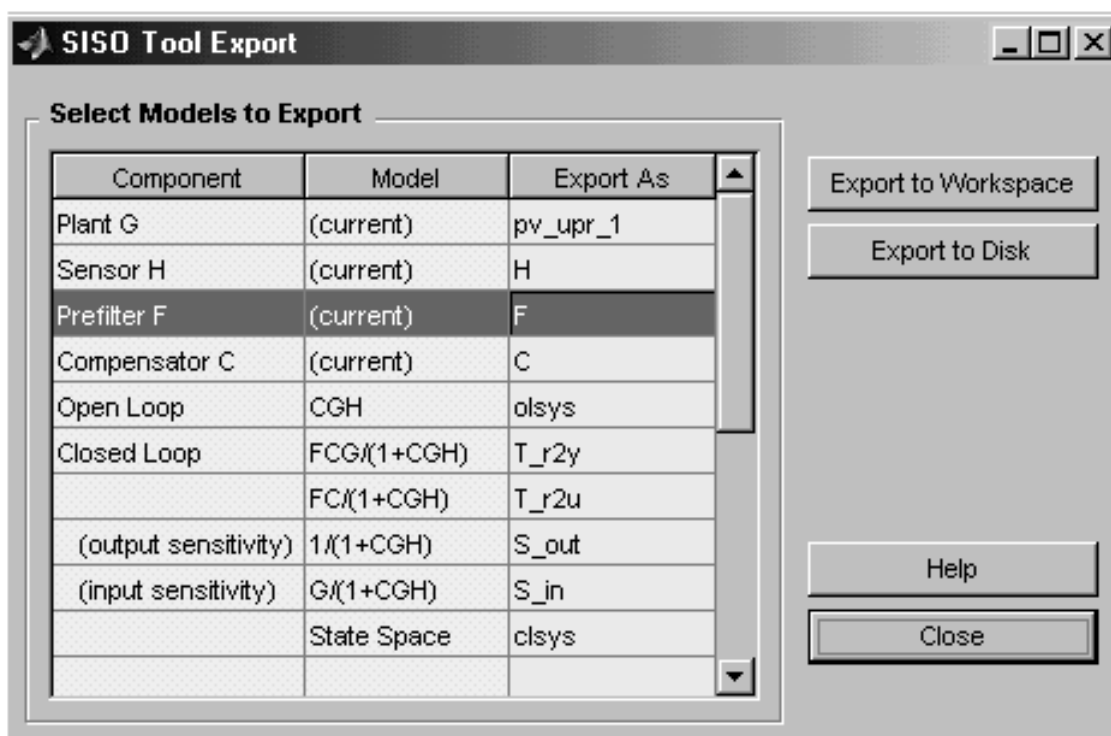 SISO Tool Export
Select Models to Export
Component Model Export As
Plant G (current) pv_upr_1
Sensor H (current) H
Prefilter F (current) F
Compensator C (current) C
Open Loop CGH olsys
Closed Loop FCG/(1+CGH) T_r2y
FC/(1+CGH) T_r2u
(output sensitivity) 1/(1+CGH) S_out
(input sensitivity) G/(1+CGH) S_in
State Space clsys
Export to Workspace
Export to Disk
Help
Close